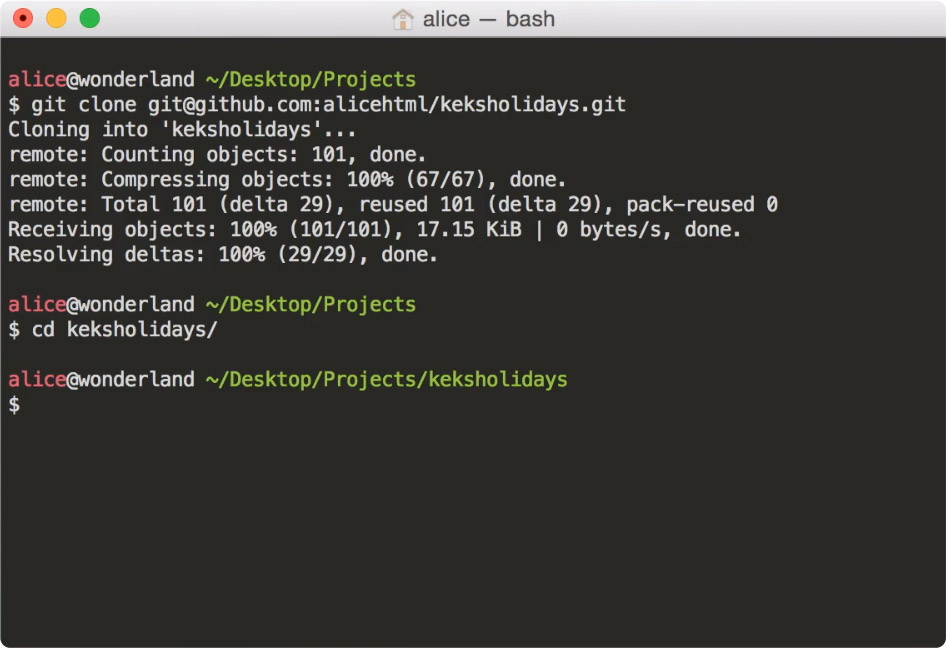 alice — bash
alice@wonderland ~/Desktop/Projects
$ git clone git@github.com:alicehtml/keksholidays.git
Cloning into 'keksholidays'...
remote: Counting objects: 101, done.
remote: Compressing objects: 100% (67/67), done.
remote: Total 101 (delta 29), reused 101 (delta 29), pack-reused 0
Receiving objects: 100% (101/101), 17.15 KiB | 0 bytes/s, done.
Resolving deltas: 100% (29/29), done.
alice@wonderland ~/Desktop/Projects
$ cd keksholidays/
alice@wonderland ~/Desktop/Projects/keksholidays
$